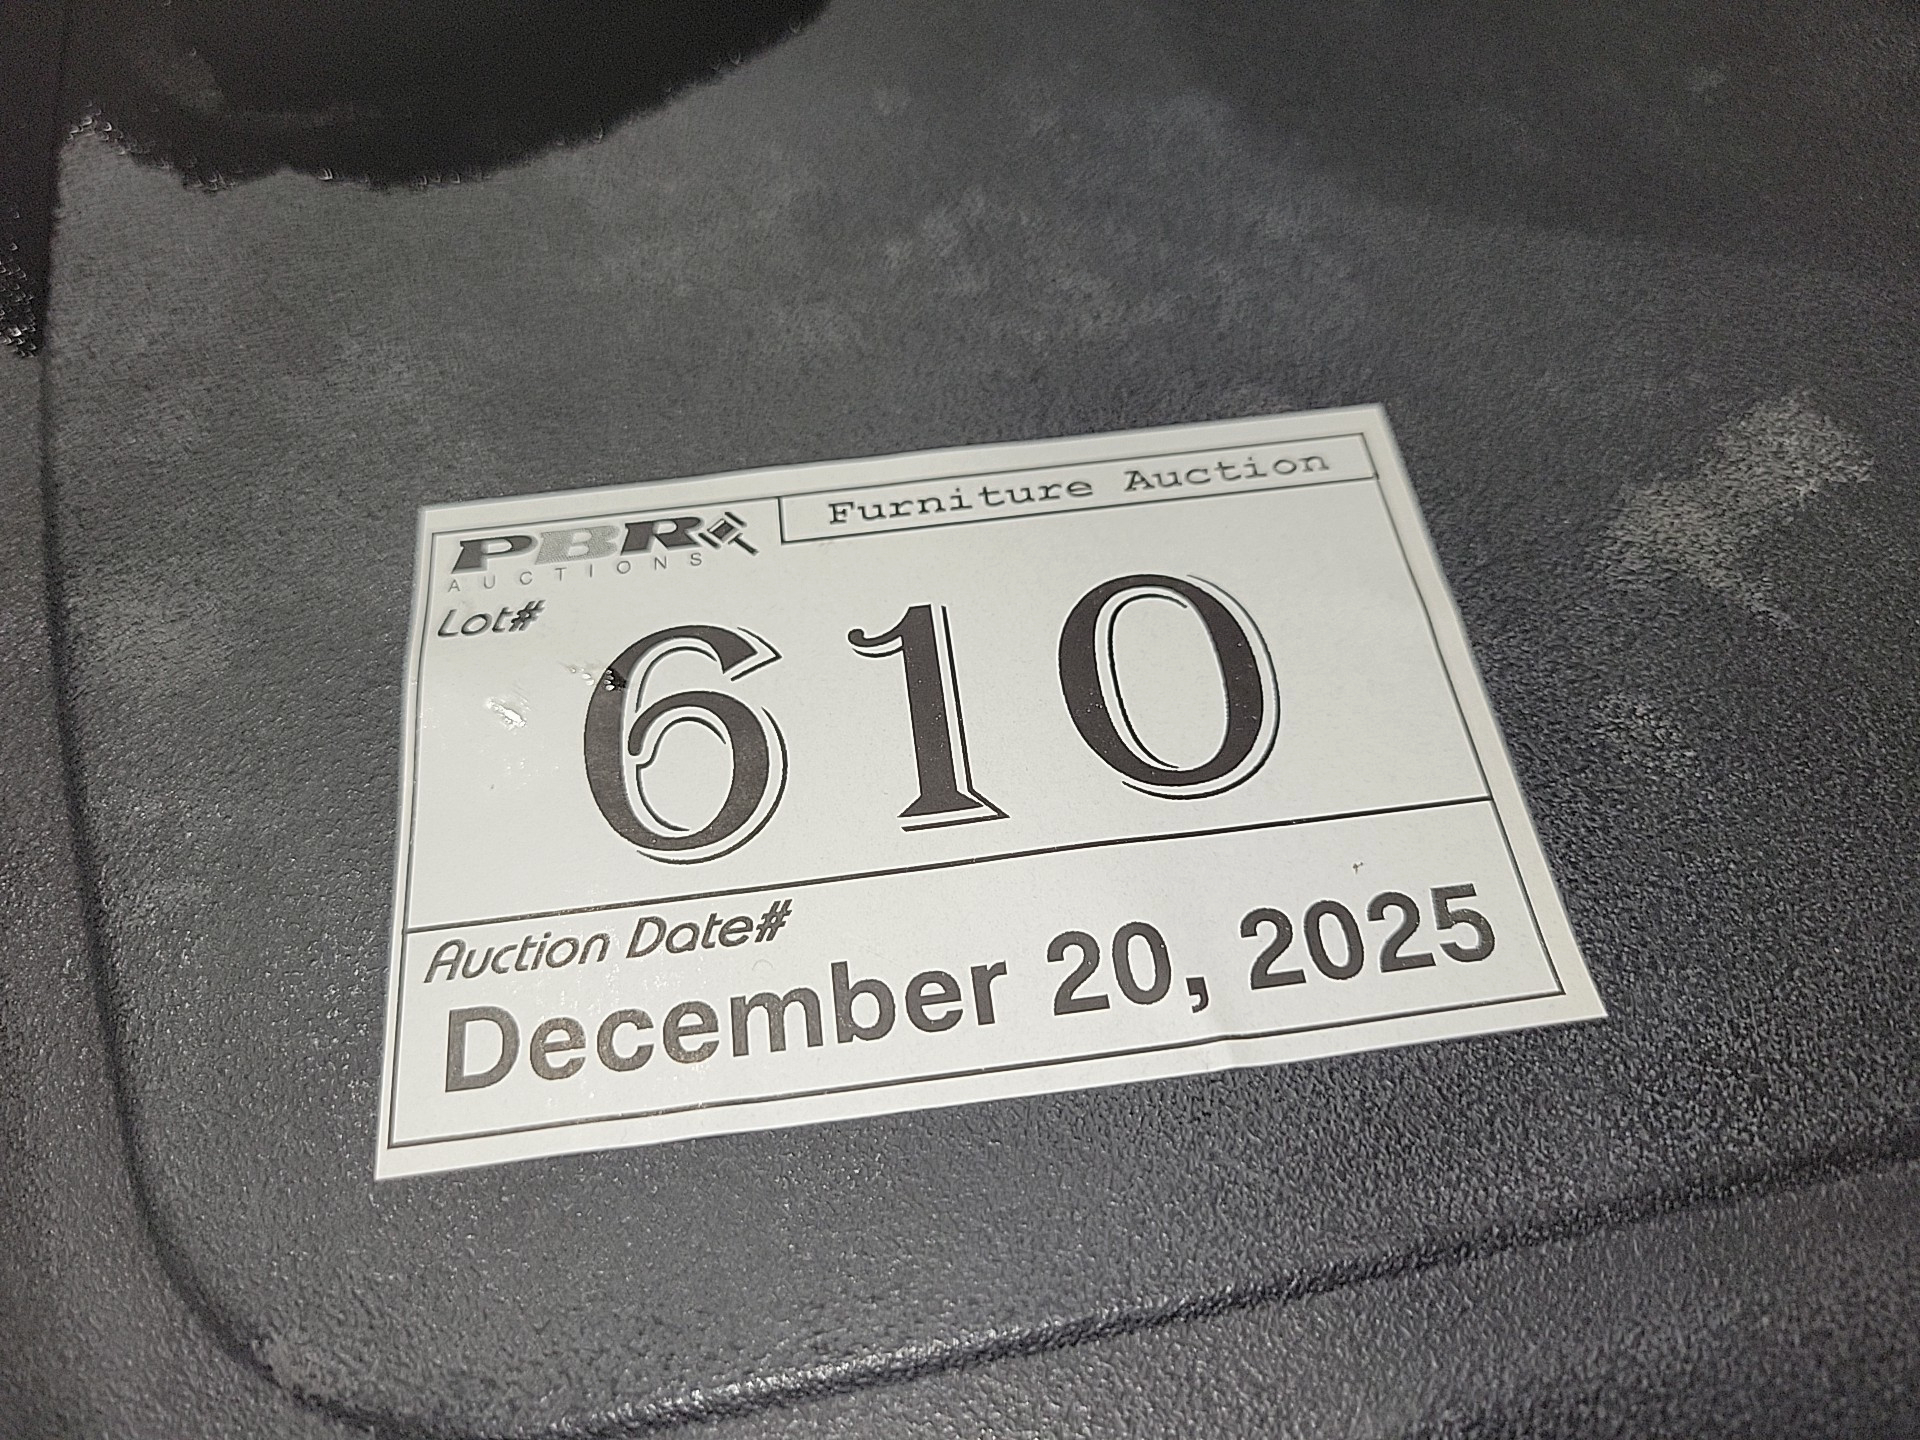 PBR
AUCTIONS
Furniture Auction
Lot#
610
Auction Date#
December 20, 2025